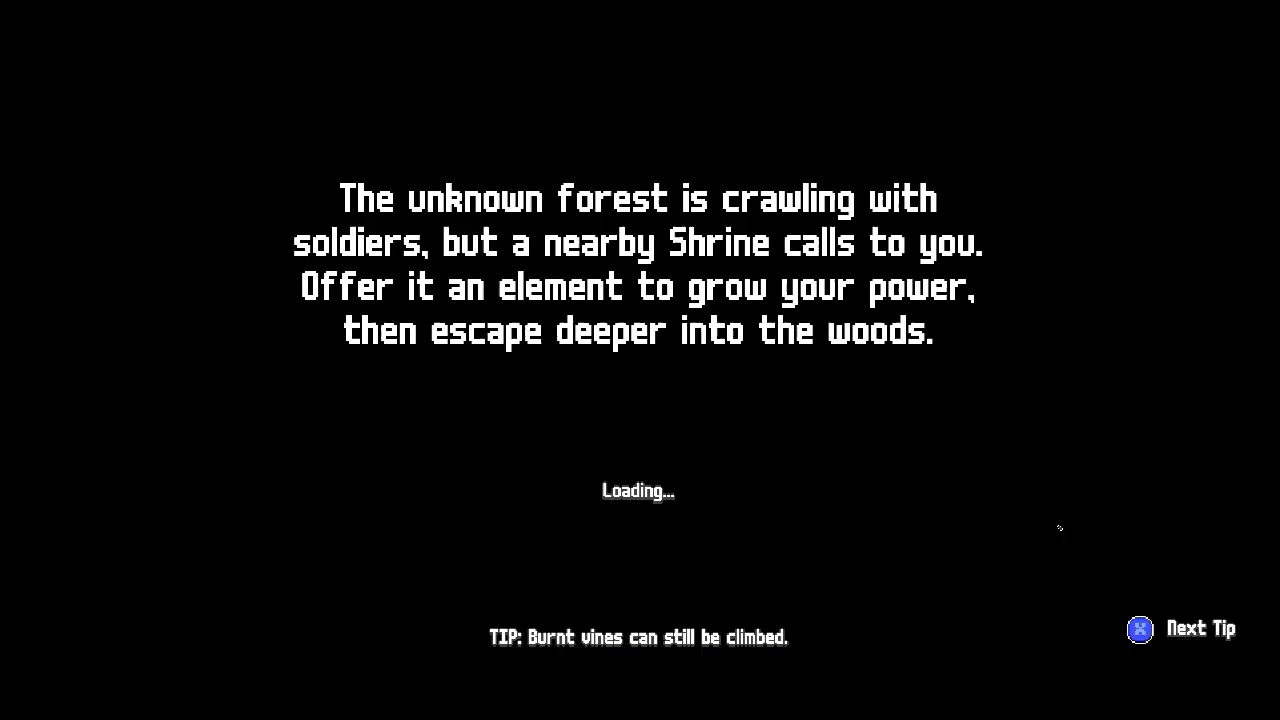 The unknown forest is crawling with
soldiers, but a nearby Shrine calls to you.
Offer it an element to grow your power,
then escape deeper into the woods.
Loading...
TIP: Burnt vines can still be climbed.
X Next Tip